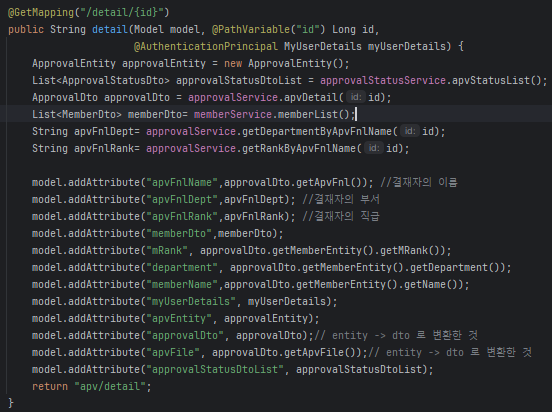 @GetMapping("/detail/{id}")
public String detail(Model model, @PathVariable("id") Long id,
                     @AuthenticationPrincipal MyUserDetails myUserDetails) {
    ApprovalEntity approvalEntity = new ApprovalEntity();
    List<ApprovalStatusDto> approvalStatusDtoList = approvalStatusService.apvStatusList();
    ApprovalDto approvalDto = approvalService.apvDetail( id: id);
    List<MemberDto> memberDto= memberService.memberList();
    String apvFnlDept= approvalService.getDepartmentByApvFnlName( id: id);
    String apvFnlRank= approvalService.getRankByApvFnlName( id: id);

    model.addAttribute("apvFnlName",approvalDto.getApvFnl()); //결재자의 이름
    model.addAttribute("apvFnlDept",apvFnlDept); //결재자의 부서
    model.addAttribute("apvFnlRank",apvFnlRank); //결재자의 직급
    model.addAttribute("memberDto",memberDto);
    model.addAttribute("mRank", approvalDto.getMemberEntity().getMRank());
    model.addAttribute("department", approvalDto.getMemberEntity().getDepartment());
    model.addAttribute("memberName",approvalDto.getMemberEntity().getName());
    model.addAttribute("myUserDetails", myUserDetails);
    model.addAttribute("apvEntity", approvalEntity);
    model.addAttribute("approvalDto", approvalDto);// entity -> dto 로 변환한 것
    model.addAttribute("apvFile", approvalDto.getApvFile());// entity -> dto 로 변환한 것
    model.addAttribute("approvalStatusDtoList", approvalStatusDtoList);
    return "apv/detail";
}